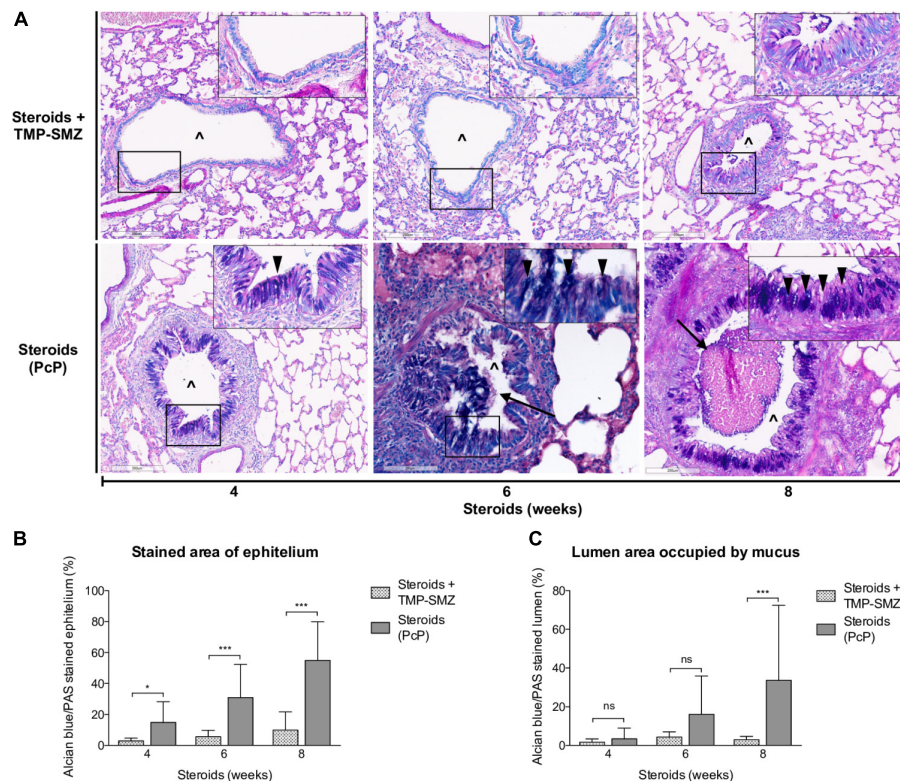 A
Steroids +
TMP-SMZ
^
^
^
Steroids
(PcP)
^
^
^
4
6
8
Steroids (weeks)
B
Stained area of ephitelium
Alcian blue/PAS stained ephitelium (%)
100
80
60
40
20
0
*
***
***
4
6
8
Steroids (weeks)
Steroids +
TMP-SMZ
Steroids
(PcP)
C
Lumen area occupied by mucus
Alcian blue/PAS stained lumen (%)
80
60
40
20
0
ns
ns
***
4
6
8
Steroids (weeks)
Steroids +
TMP-SMZ
Steroids
(PcP)